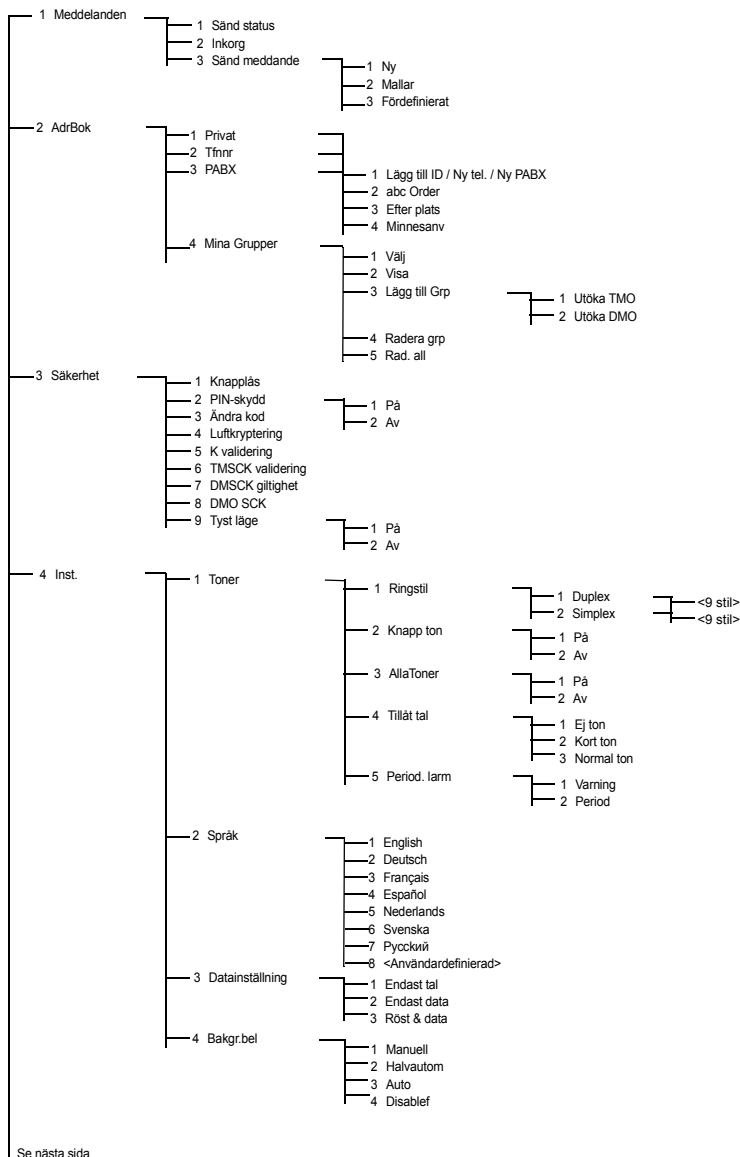 1 Meddelanden
1 Sänd status
2 Inkorg
3 Sänd meddande
1 Ny
2 Mallar
3 Fördefinierat
2 AdrBok
1 Privat
2 Tfnnr
3 PABX
1 Lägg till ID / Ny tel. / Ny PABX
2 abc Order
3 Efter plats
4 Minnesanv
4 Mina Grupper
1 Välj
2 Visa
3 Lägg till Grp
1 Utöka TMO
2 Utöka DMO
4 Radera grp
5 Rad. all
3 Säkerhet
1 Knapplås
2 PIN-skydd
1 På
2 Av
3 Ändra kod
4 Luftkryptering
5 K validering
6 TMSCK validering
7 DMSCK giltighet
8 DMO SCK
9 Tyst läge
1 På
2 Av
4 Inst.
1 Toner
1 Ringstil
1 Duplex
<9 stil>
2 Simplex
<9 stil>
2 Knapp ton
1 På
2 Av
3 AllaToner
1 På
2 Av
4 Tillåt tal
1 Ej ton
2 Kort ton
3 Normal ton
5 Period. larm
1 Varning
2 Period
2 Språk
1 English
2 Deutsch
3 Français
4 Español
5 Nederlands
6 Svenska
7 Русский
8 <Användardefinierad>
3 Datainställning
1 Endast tal
2 Endast data
3 Röst & data
4 Bakgr.bel
1 Manuell
2 Halvautom
3 Auto
4 Disablef
Se nästa sida